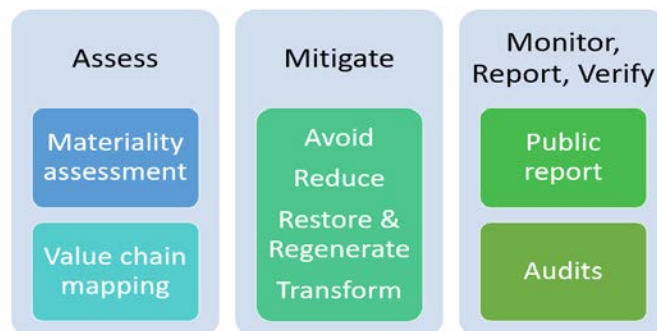 Assess
Materiality
assessment
Value chain
mapping
Mitigate
Avoid
Reduce
Restore &
Regenerate
Transform
Monitor,
Report, Verify
Public
report
Audits